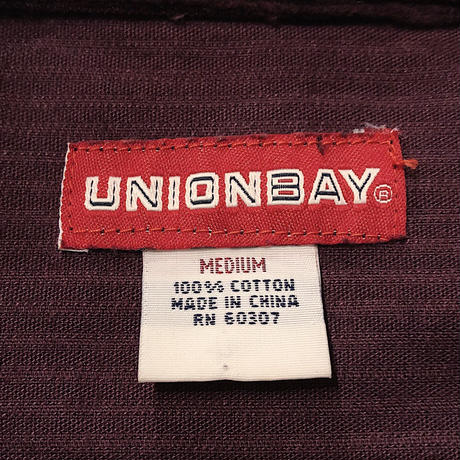 UNIONBAY®
MEDIUM
100% COTTON
MADE IN CHINA
RN 60307